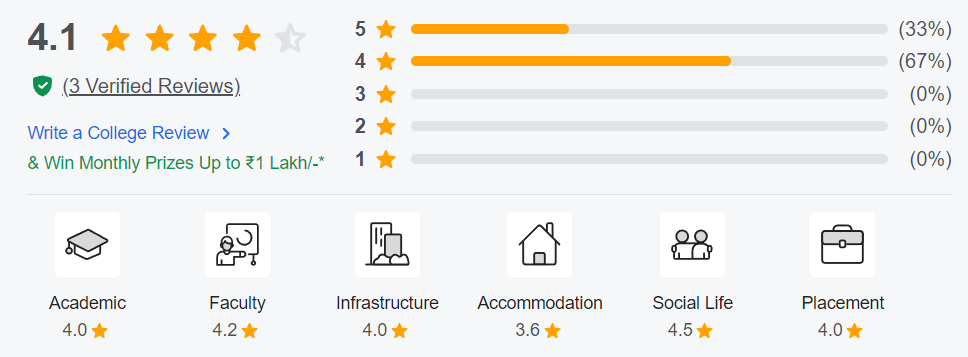 4.1
(3 Verified Reviews)
Write a College Review
& Win Monthly Prizes Up to ₹1 Lakh/-*
5 (33%)
4 (67%)
3 (0%)
2 (0%)
1 (0%)
Academic Faculty Infrastructure Accommodation Social Life Placement
4.0 4.2 4.0 3.6 4.5 4.0